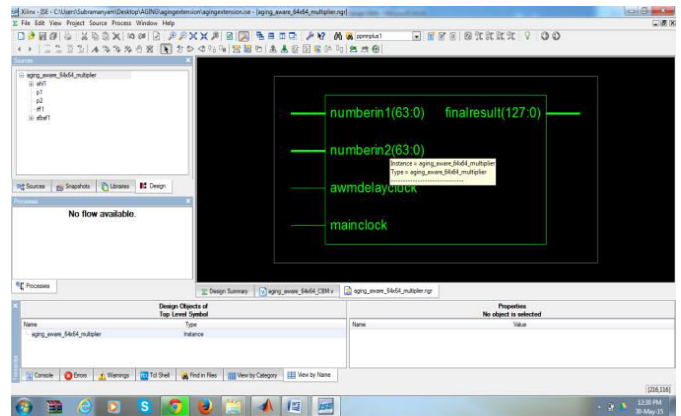 Xilinx - ISE - C:\Users\Subramanyam\Desktop\AGING\agingextension\agingextension.ise - [aging_aware_64x64_multiplier.ngr]
File Edit View Project Source Process Window Help
Sources
aging_aware_64x64_multiplier
p1
p2
Sources Snapshots Libraries Design
Processes
No flow available.
Processes
numberin1(63:0) finalresult(127:0)
numberin2(63:0)
Instance = aging_aware_64x64_multiplier
Type = aging_aware_64x64_multiplier
awmdelayclock
mainclock
Design Summary aging_aware_64x64_CBM.v aging_aware_64x64_multiplier.ngr
Design Objects of
Top Level Symbol
Properties
No object is selected
Name Type Name Value
aging_aware_64x64_multiplier Instance
Console Errors Warnings Tcl Shell Find in Files View by Category View by Name
[216,116]
12:38 PM
30-May-15